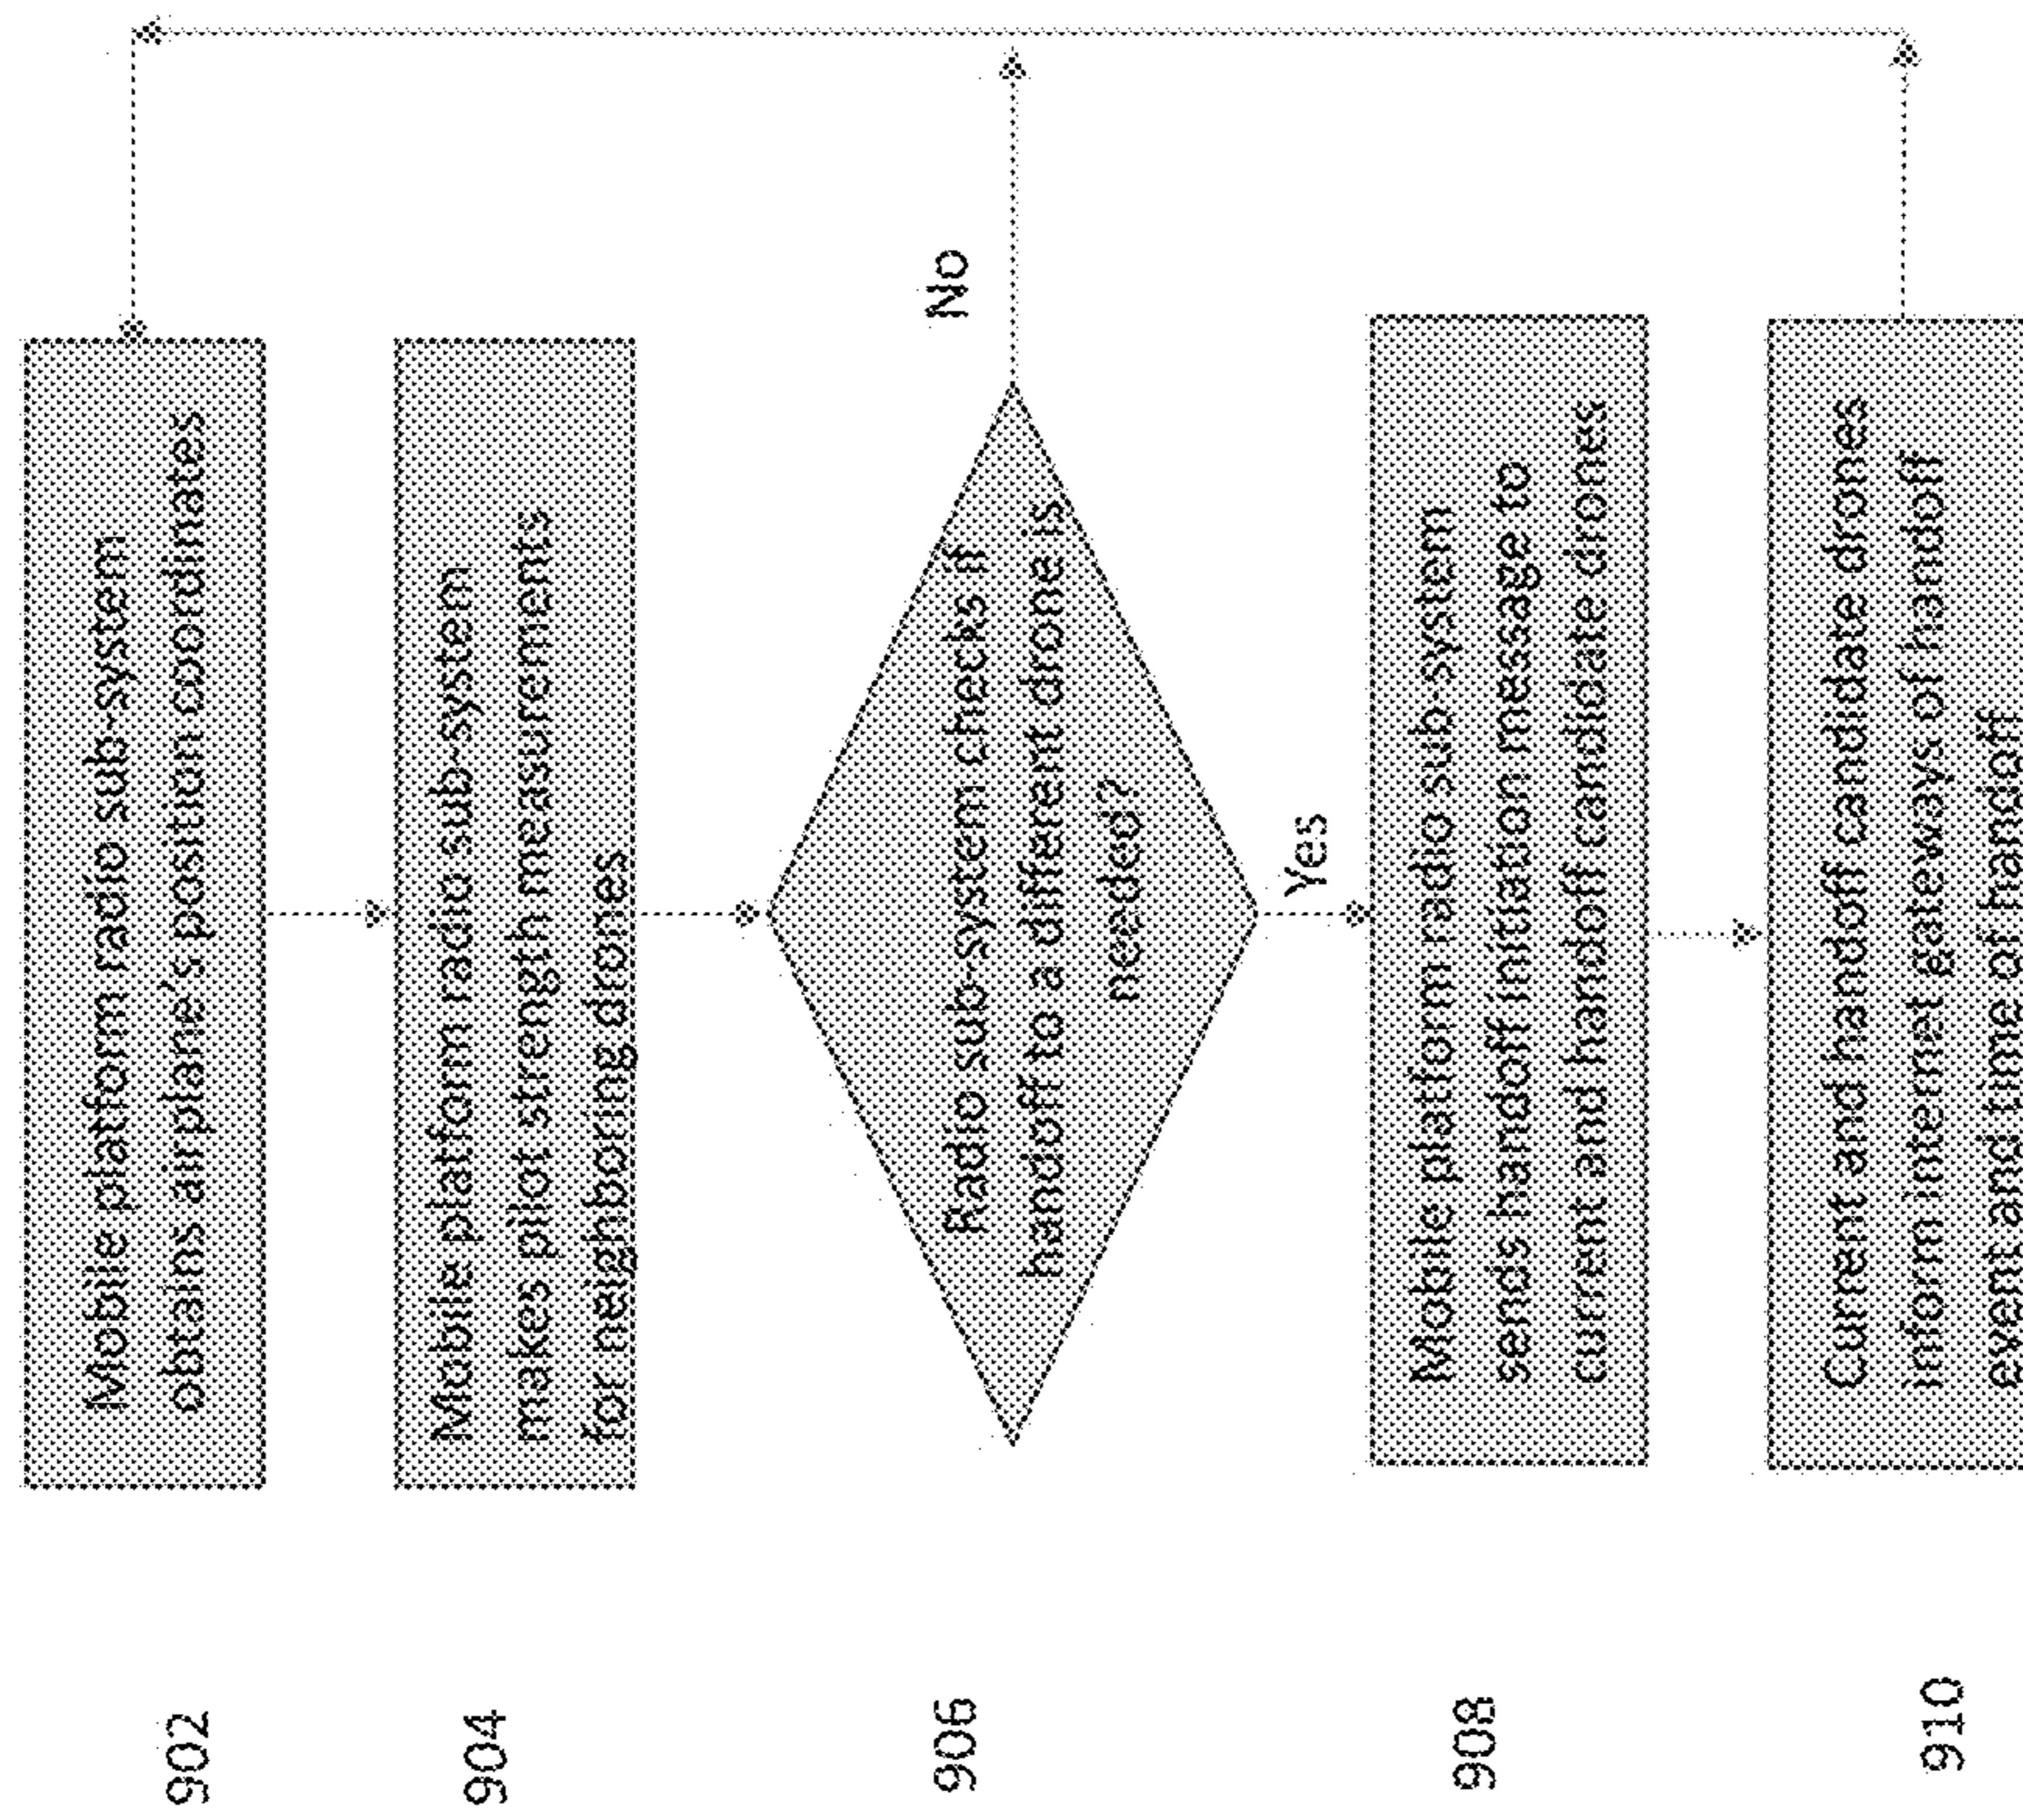 902
Mobile platform radio sub-system
obtains airplane's position coordinates
904
Mobile platform radio sub-system
makes pilot strength measurements
for neighboring drones
906
Radio sub-system checks if
handoff to a different drone is
needed?
No
Yes
908
Mobile platform radio sub-system
sends handoff initiation message to
current and handoff candidate drones
910
Current and handoff candidate drones
inform internet gateways of handoff
event and time of handoff